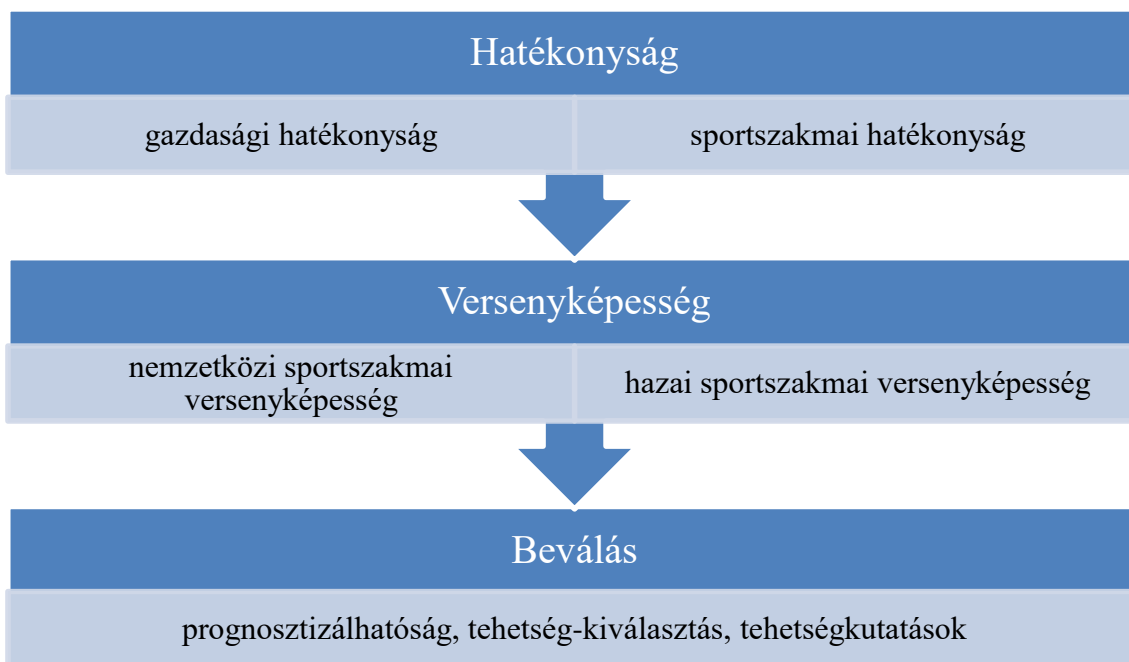 Hatékonyság
gazdasági hatékonyság
sportszakmai hatékonyság
Versenyképesség
nemzetközi sportszakmai
versenyképesség
hazai sportszakmai versenyképesség
Beválás
prognosztizálhatóság, tehetség-kiválasztás, tehetségkutatások